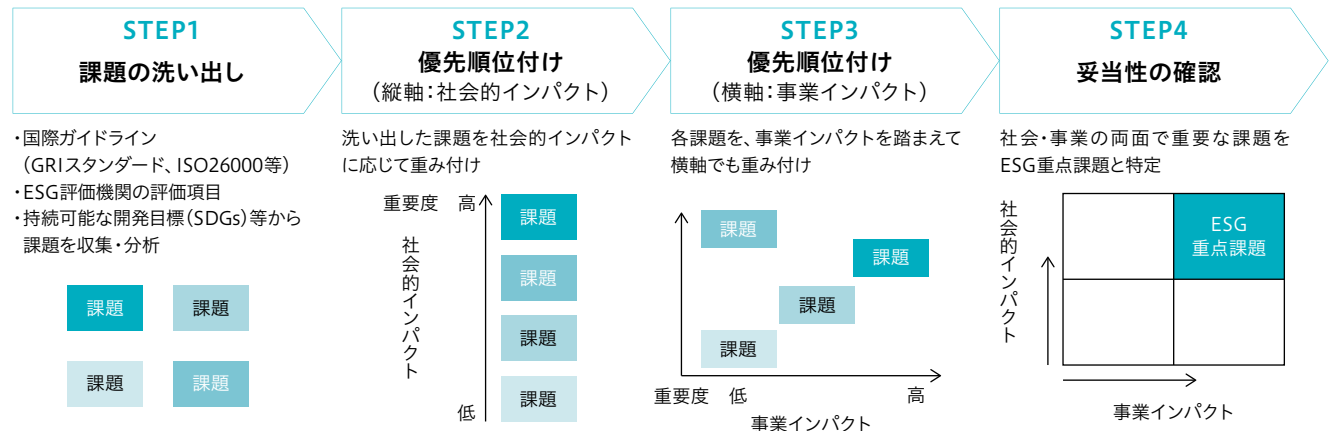 STEP1
課題の洗い出し
・国際ガイドライン
（GRIスタンダード、ISO26000等）
・ESG評価機関の評価項目
・持続可能な開発目標（SDGs）等から
課題を収集・分析
課題
課題
課題
課題
STEP2
優先順位付け
（縦軸：社会的インパクト）
洗い出した課題を社会的インパクト
に応じて重み付け
重要度 高
社会的インパクト
課題
課題
課題
課題
低
STEP3
優先順位付け
（横軸：事業インパクト）
各課題を、事業インパクトを踏まえて
横軸でも重み付け
課題
課題
課題
課題
重要度 低
高
事業インパクト
STEP4
妥当性の確認
社会・事業の両面で重要な課題を
ESG重点課題と特定
社会的インパクト
ESG
重点課題
事業インパクト